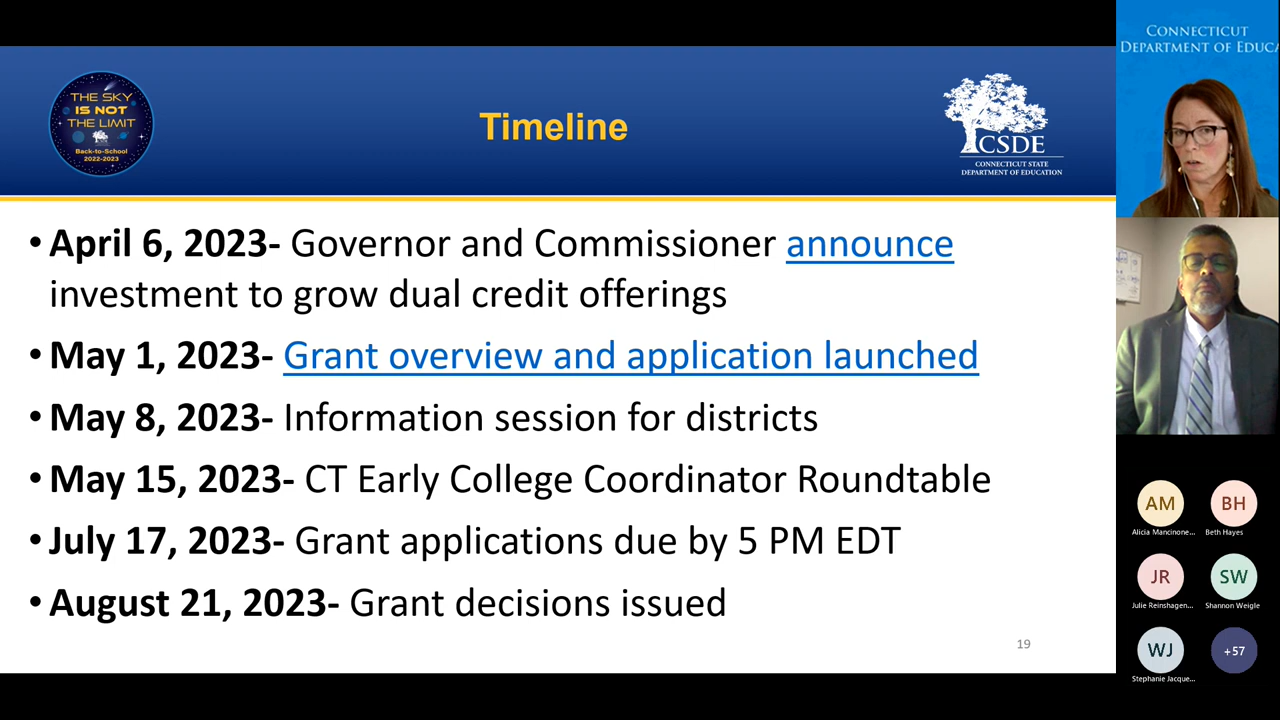 THE SKY
IS NOT
THE LIMIT
Back-to-School
2022-2023
Timeline
CSDE
CONNECTICUT STATE
DEPARTMENT OF EDUCATION
• April 6, 2023- Governor and Commissioner announce
investment to grow dual credit offerings
• May 1, 2023- Grant overview and application launched
• May 8, 2023- Information session for districts
• May 15, 2023- CT Early College Coordinator Roundtable
• July 17, 2023- Grant applications due by 5 PM EDT
• August 21, 2023- Grant decisions issued
19
CONNECTICUT
DEPARTMENT OF EDUCA
AM
BH
Alicia Mancinone...
Beth Hayes
JR
SW
Julie Reinshagen...
Shannon Weigle
WJ
+57
Stephanie Jacque...